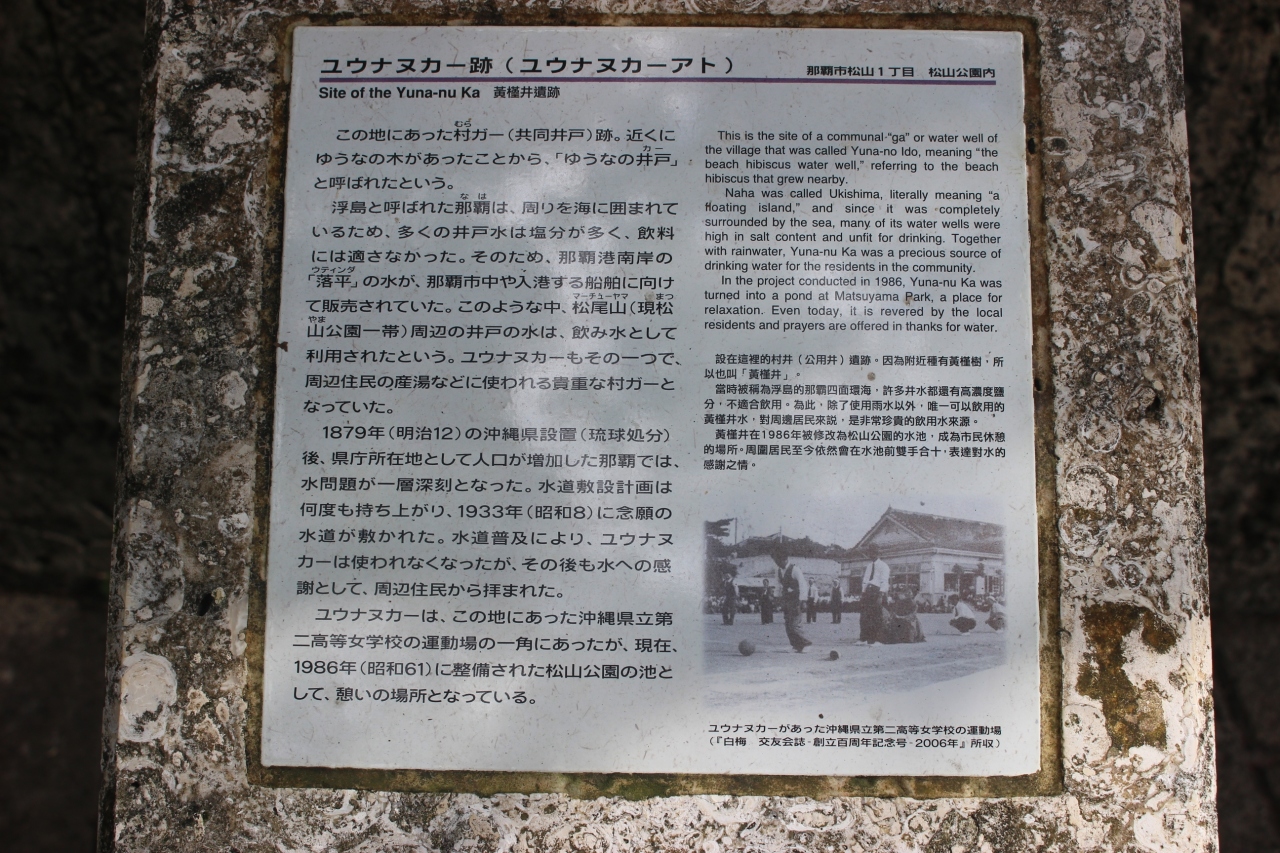 ユウナヌカー跡（ユウナヌカーアト）
那覇市松山1丁目　松山公園内
Site of the Yuna-nu Ka　黃槿井遺跡
この地にあった村ガー（共同井戸）跡。近くに
ゆうなの木があったことから、「ゆうなの井戸」
と呼ばれたという。
浮島と呼ばれた那覇は、周りを海に囲まれて
いるため、多くの井戸水は塩分が多く、飲料
には適さなかった。そのため、那覇港南岸の
「落平」の水が、那覇市中や入港する船舶に向け
て販売されていた。このような中、松尾山（現松
山公園一帯）周辺の井戸の水は、飲み水として
利用されたという。ユウナヌカーもその一つで、
周辺住民の産湯などに使われる貴重な村ガーと
なっていた。
1879年（明治12）の沖縄県設置（琉球処分）
後、県庁所在地として人口が増加した那覇では、
水問題が一層深刻となった。水道敷設計画は
何度も持ち上がり、1933年（昭和8）に念願の
水道が敷かれた。水道普及により、ユウナヌ
カーは使われなくなったが、その後も水への感
謝として、周辺住民から拝まれた。
ユウナヌカーは、この地にあった沖縄県立第
二高等女学校の運動場の一角にあったが、現在、
1986年（昭和61）に整備された松山公園の池と
して、憩いの場所となっている。
This is the site of a communal "ga" or water well of
the village that was called Yuna-no Ido, meaning "the
beach hibiscus water well," referring to the beach
hibiscus that grew nearby.
Naha was called Ukishima, literally meaning "a
floating island," and since it was completely
surrounded by the sea, many of its water wells were
high in salt content and unfit for drinking. Together
with rainwater, Yuna-nu Ka was a precious source of
drinking water for the residents in the community.
In the project conducted in 1986, Yuna-nu Ka was
turned into a pond at Matsuyama Park, a place for
relaxation. Even today, it is revered by the local
residents and prayers are offered in thanks for water.
設在這裡的村井（公用井）遺跡。因為附近種有黃槿樹，所
以也叫「黃槿井」。
當時被稱為浮島的那霸四面環海，許多井水都還有高濃度鹽
分，不適合飲用。為此，除了使用雨水以外，唯一可以飲用的
黃槿井水，對周邊居民來説，是非常珍貴的飲用水來源。
黃槿井在1986年被修改為松山公園的水池，成為市民休憩
的場所。周圍居民至今依然會在水池前雙手合十，表達對水的
感謝之情。
ユウナヌカーがあった沖縄県立第二高等女学校の運動場
（『白梅　交友会誌 創立百周年記念号 2006年』所収）